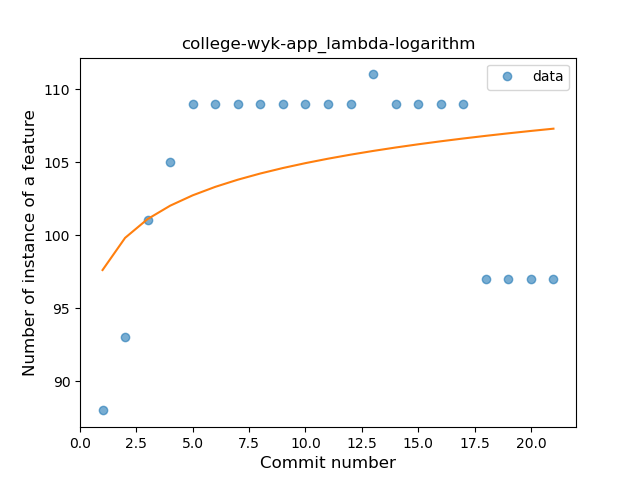 college-wyk-app_lambda-logarithm
data
Number of instance of a feature
110
105
100
95
90
0.0 2.5 5.0 7.5 10.0 12.5 15.0 17.5 20.0
Commit number